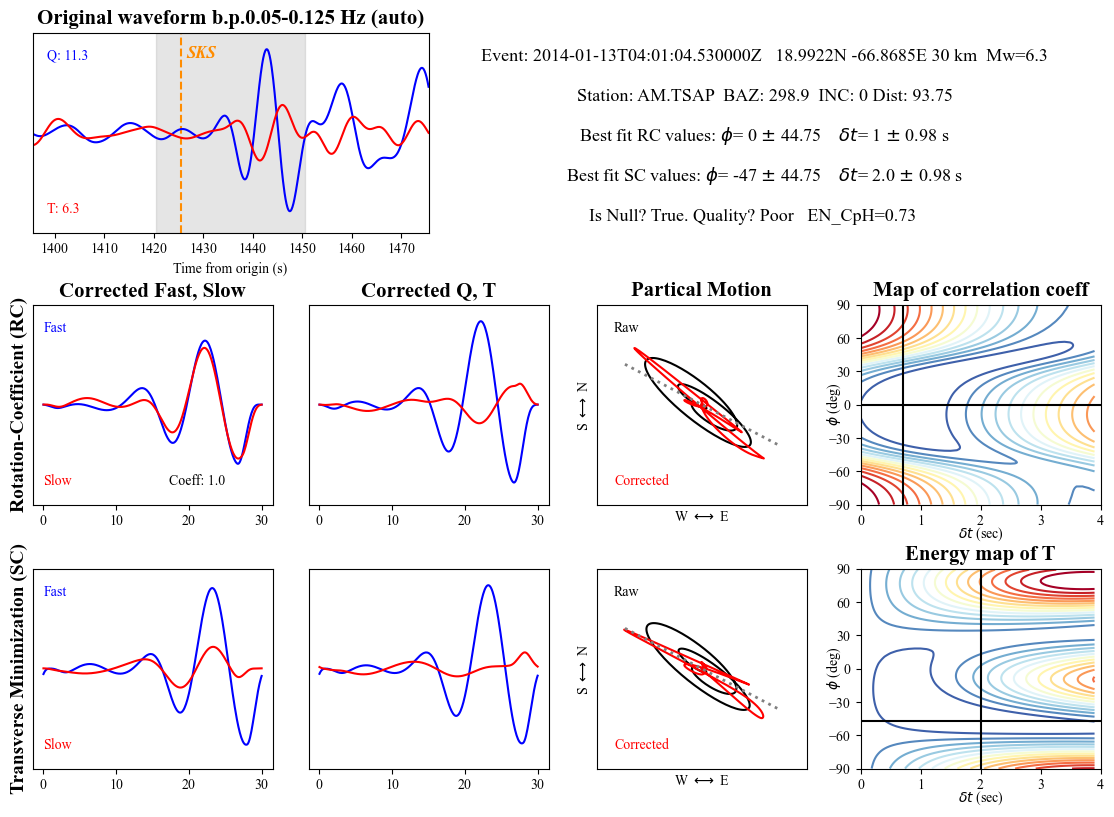 Original waveform b.p.0.05-0.125 Hz (auto)
Q: 11.3
SKS
T: 6.3
1400 1410 1420 1430 1440 1450 1460 1470
Time from origin (s)
Event: 2014-01-13T04:01:04.530000Z 18.9922N -66.8685E 30 km Mw=6.3
Station: AM.TSAP BAZ: 298.9 INC: 0 Dist: 93.75
Best fit RC values: ϕ= 0 ± 44.75 δt= 1 ± 0.98 s
Best fit SC values: ϕ= -47 ± 44.75 δt= 2.0 ± 0.98 s
Is Null? True. Quality? Poor EN_CpH=0.73
Rotation-Coefficient (RC)
Corrected Fast, Slow
Fast
Slow
Coeff: 1.0
0 10 20 30
Corrected Q, T
0 10 20 30
Partical Motion
Raw
Corrected
S ⟷ N
W ⟷ E
Map of correlation coeff
90
60
30
0
−30
−60
−90
ϕ (deg)
0 1 2 3 4
δt (sec)
Transverse Minimization (SC)
Fast
Slow
0 10 20 30
0 10 20 30
Raw
Corrected
S ⟷ N
W ⟷ E
Energy map of T
90
60
30
0
−30
−60
−90
ϕ (deg)
0 1 2 3 4
δt (sec)